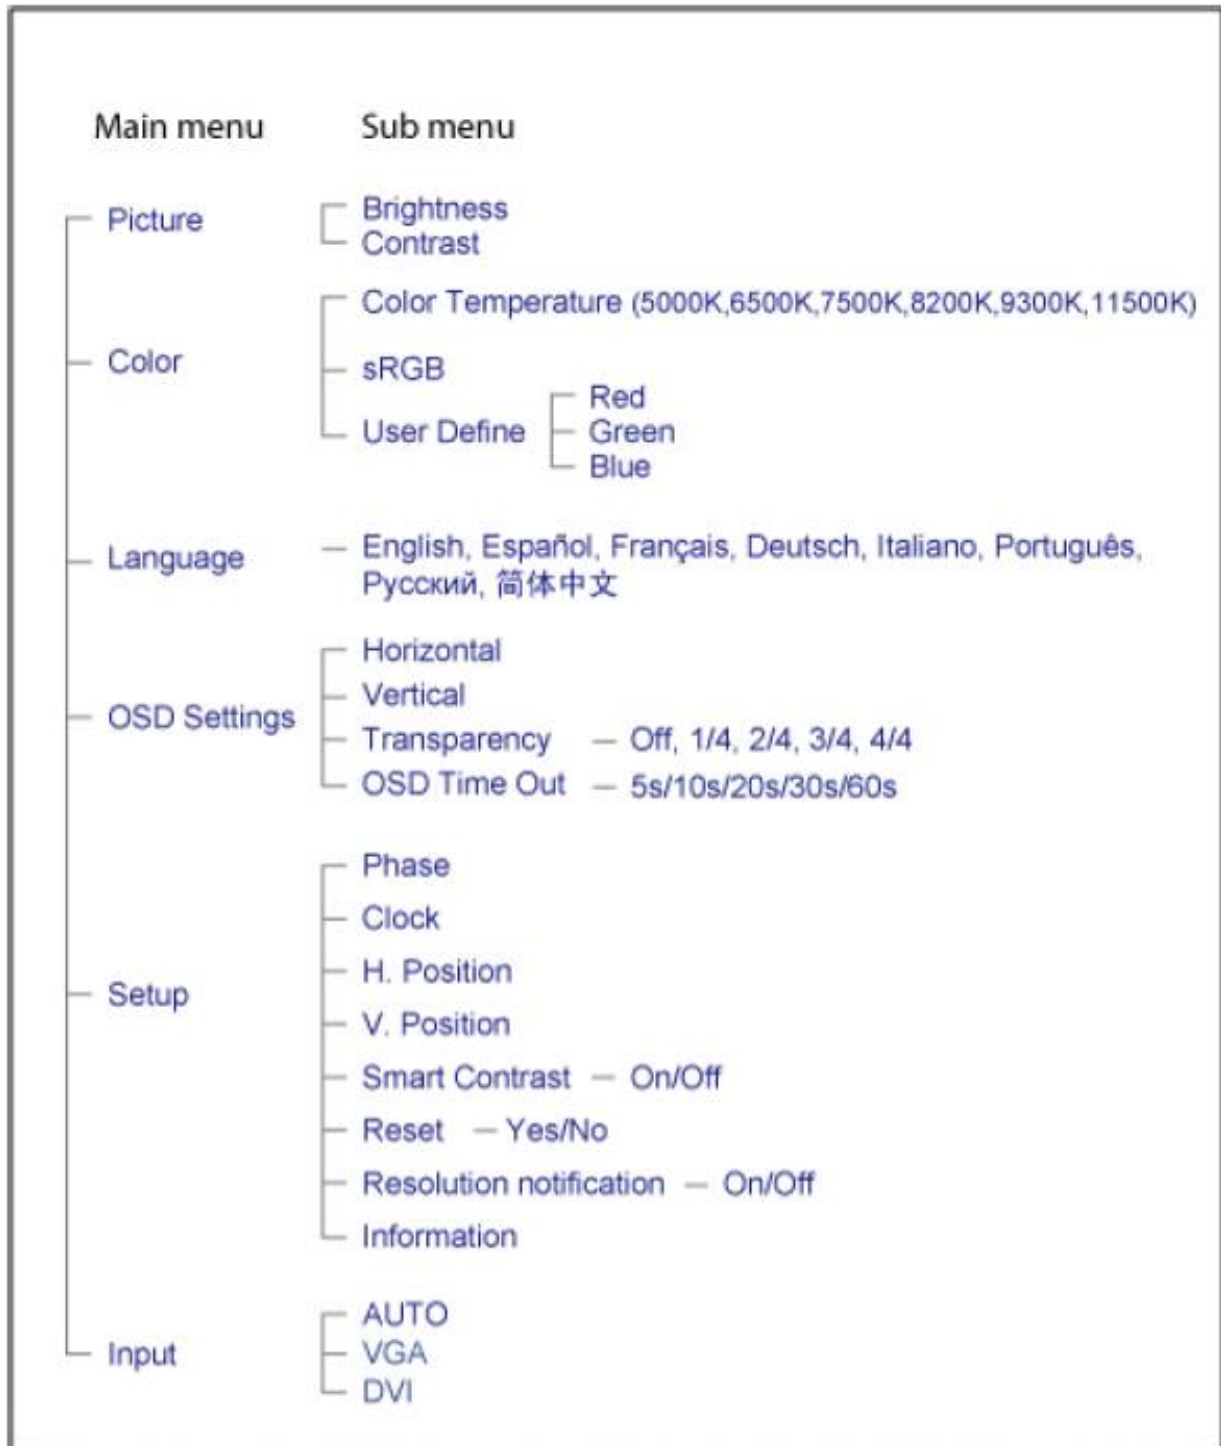 Main menu Sub menu
Picture Brightness
Contrast
Color Temperature (5000K,6500K,7500K,8200K,9300K,11500K)
Color sRGB
Red
User Define Green
Blue
Language English, Español, Français, Deutsch, Italiano, Português,
Русский, 简体中文
Horizontal
Vertical
OSD Settings
Transparency Off, 1/4, 2/4, 3/4, 4/4
OSD Time Out 5s/10s/20s/30s/60s
Phase
Clock
H. Position
Setup
V. Position
Smart Contrast On/Off
Reset Yes/No
Resolution notification On/Off
Information
AUTO
Input VGA
DVI